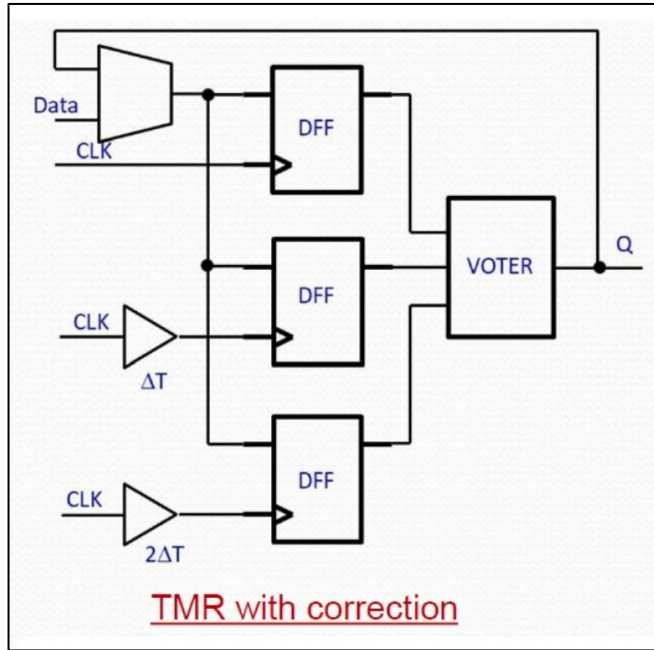 Data
DFF
CLK
VOTER
Q
DFF
CLK
ΔT
DFF
CLK
2ΔT
TMR with correction